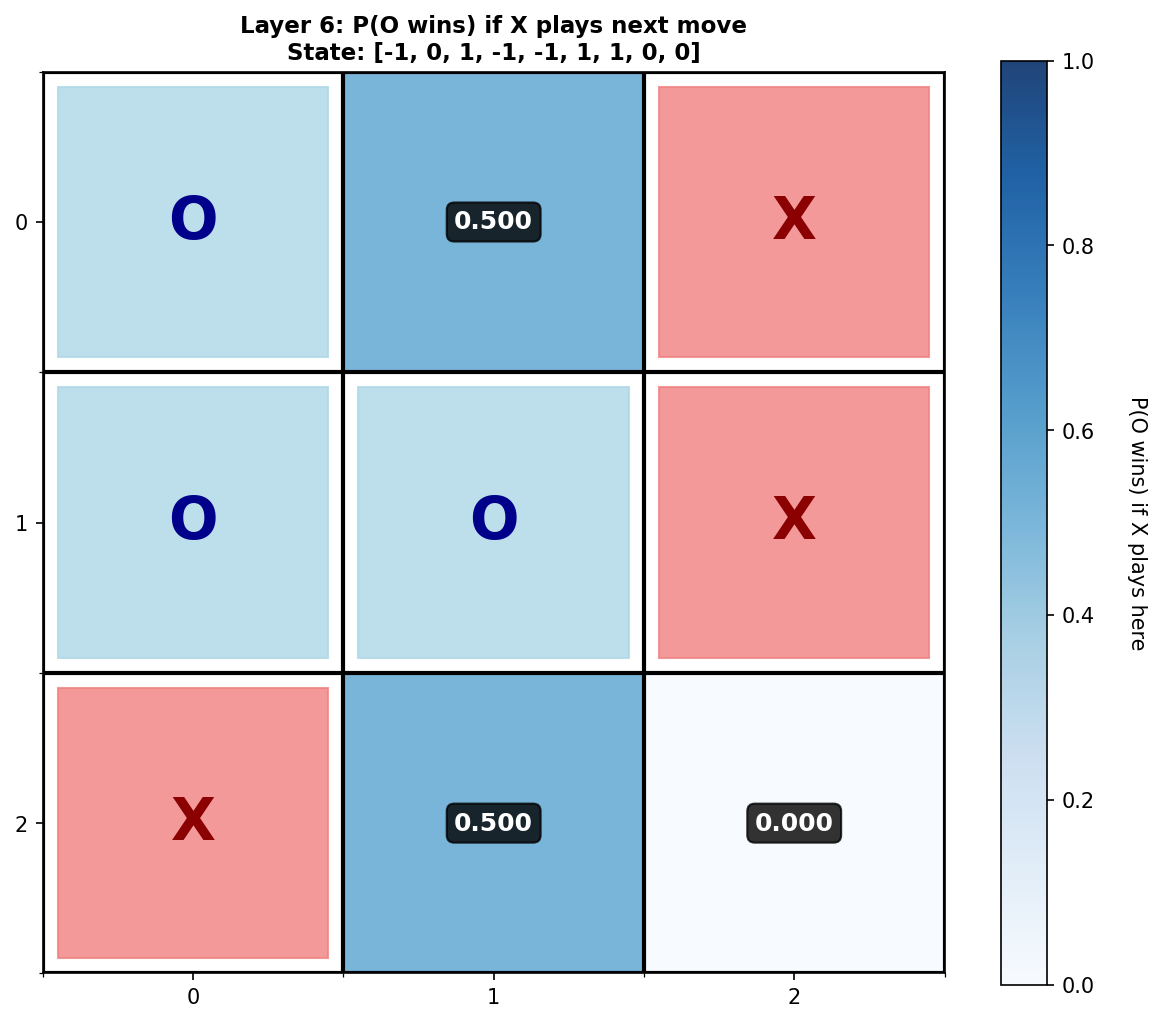 Layer 6: P(O wins) if X plays next move
State: [-1, 0, 1, -1, -1, 1, 1, 0, 0]
0
O
0.500
X
1
O
O
X
2
X
0.500
0.000
0
1
2
1.0
0.8
0.6
0.4
0.2
0.0
P(O wins) if X plays here